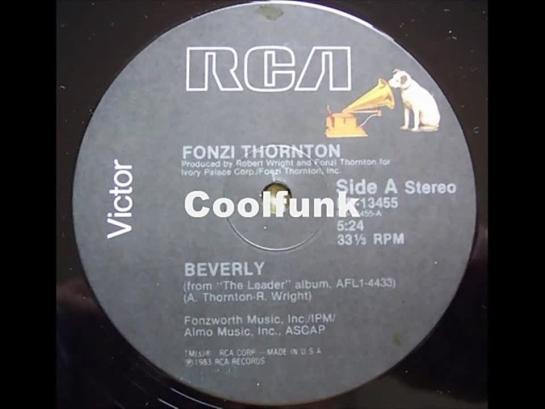 RCA
FONZI THORNTON
Produced by Robert Wright and Fonzi Thornton for
Ivory Palace Corp./Fonzi Thornton, Inc.
Victor
Side A Stereo
-13455
455-A
Coolfunk
5:24
33⅓ RPM
BEVERLY
(from "The Leader" album, AFL1-4433)
(A. Thornton-R. Wright)
Fonzworth Music, Inc./IPM/
Almo Music, Inc., ASCAP
TM(s)® RCA CORP.—MADE IN U.S.A.
℗1983 RCA RECORDS